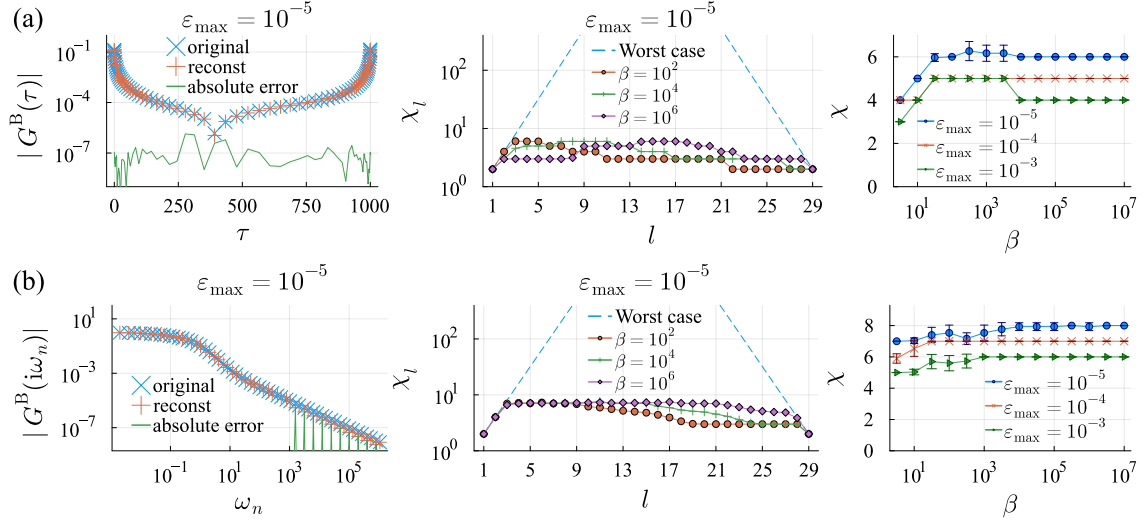 (a)
ε_max = 10^-5
|G^B(τ)|
10^-1
10^-4
10^-7
original
reconst
absolute error
0 250 500 750 1000
τ
ε_max = 10^-5
χ_l
10^2
10^1
10^0
Worst case
β = 10^2
β = 10^4
β = 10^6
1 5 9 13 17 21 25 29
l
χ
6
4
2
0
ε_max = 10^-5
ε_max = 10^-4
ε_max = 10^-3
10^1 10^3 10^5 10^7
β
(b)
ε_max = 10^-5
|G^B(iω_n)|
10^1
10^-3
10^-7
original
reconst
absolute error
10^-1 10^1 10^3 10^5
ω_n
ε_max = 10^-5
χ_l
10^2
10^1
10^0
Worst case
β = 10^2
β = 10^4
β = 10^6
1 5 9 13 17 21 25 29
l
χ
8
6
4
2
0
ε_max = 10^-5
ε_max = 10^-4
ε_max = 10^-3
10^1 10^3 10^5 10^7
β